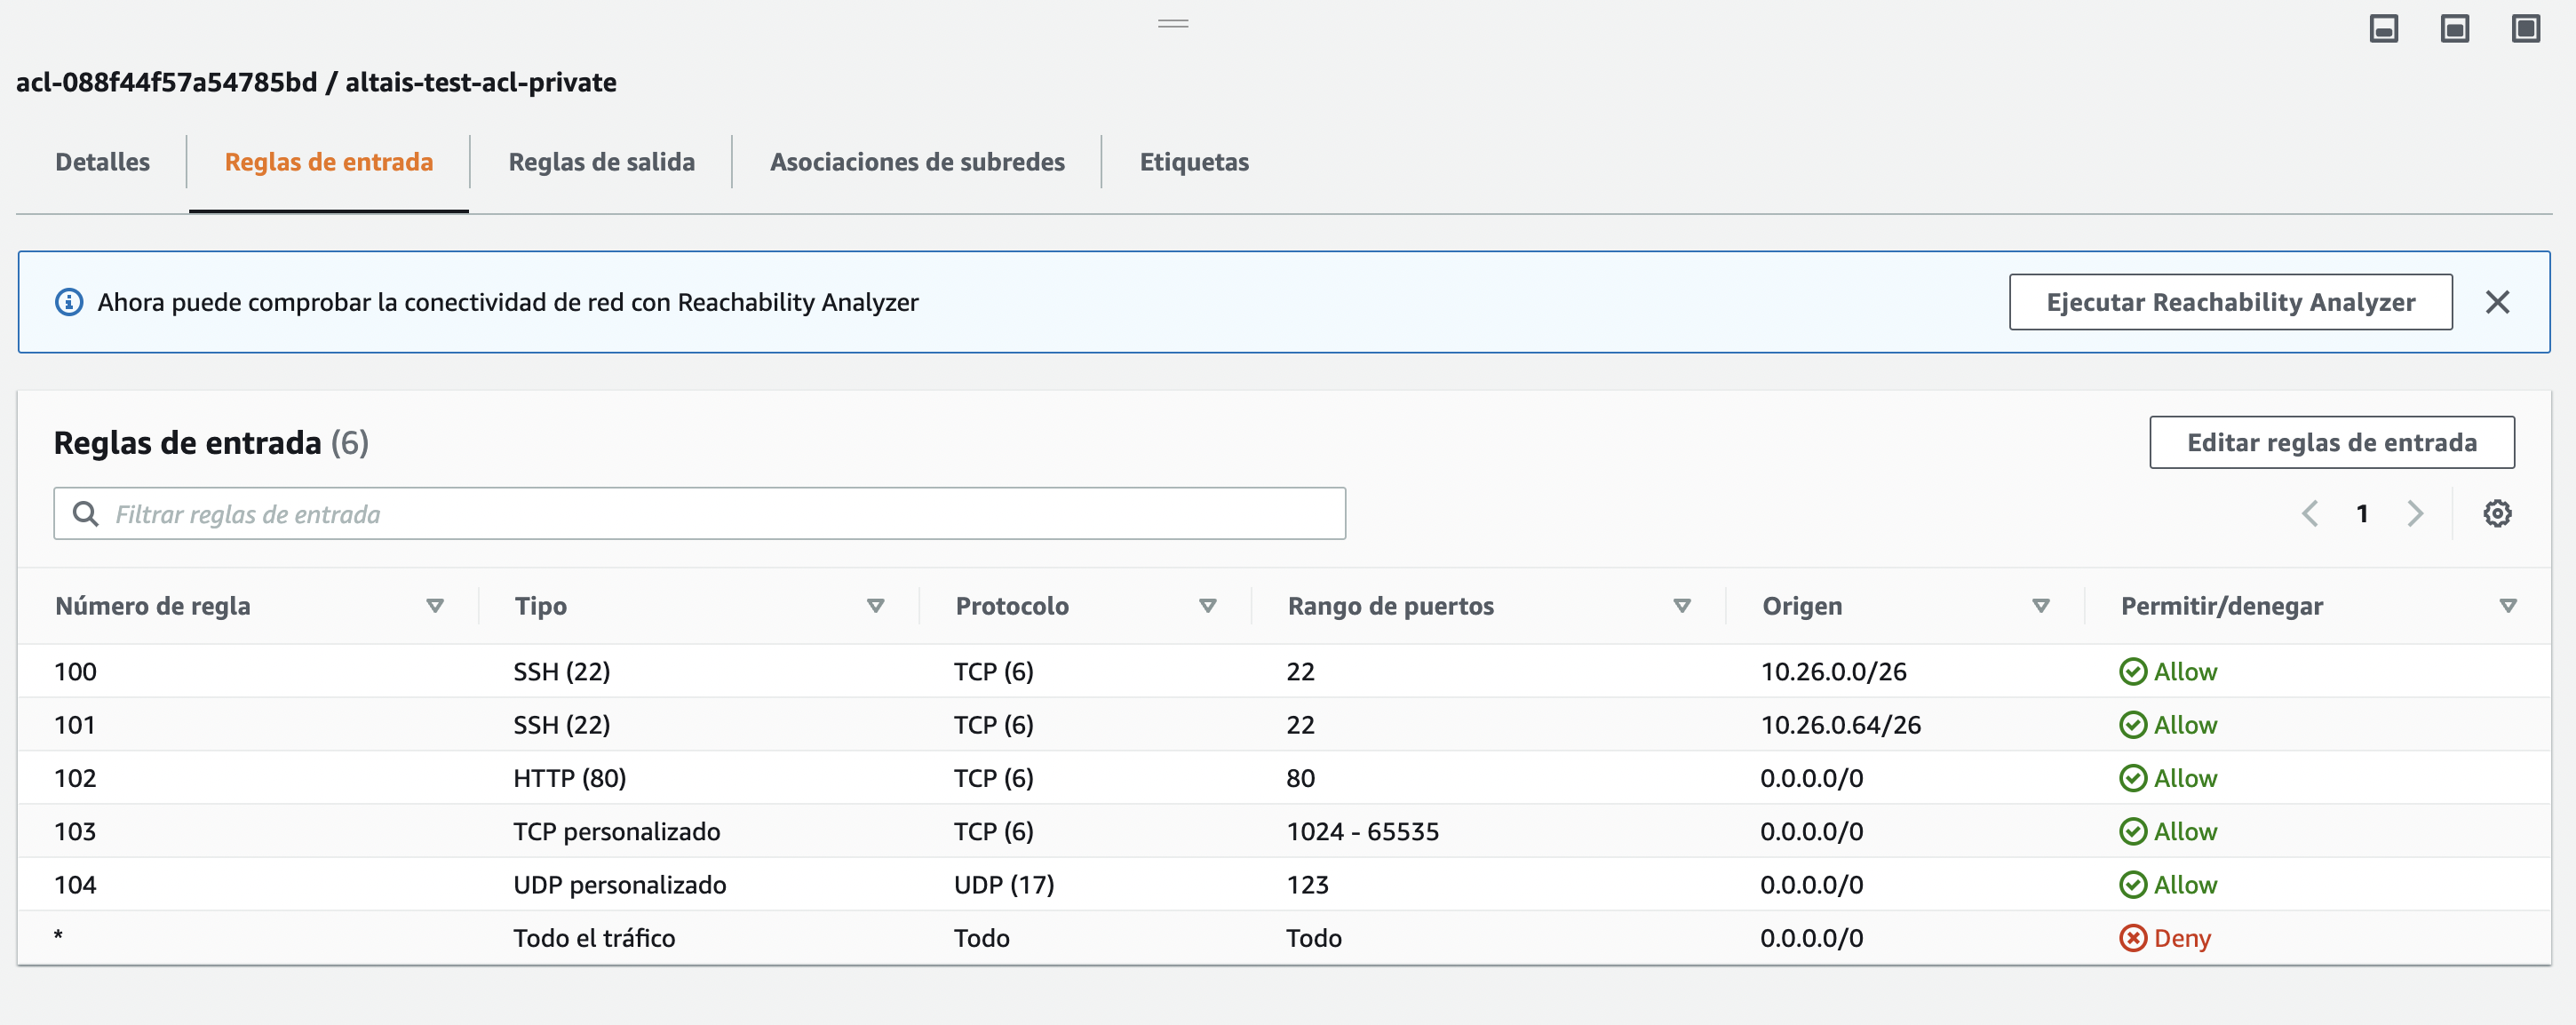 acl-088f44f57a54785bd / altais-test-acl-private
Detalles Reglas de entrada Reglas de salida Asociaciones de subredes Etiquetas
Ahora puede comprobar la conectividad de red con Reachability Analyzer Ejecutar Reachability Analyzer
Reglas de entrada (6) Editar reglas de entrada
Filtrar reglas de entrada 1
Número de regla Tipo Protocolo Rango de puertos Origen Permitir/denegar
100 SSH (22) TCP (6) 22 10.26.0.0/26 Allow
101 SSH (22) TCP (6) 22 10.26.0.64/26 Allow
102 HTTP (80) TCP (6) 80 0.0.0.0/0 Allow
103 TCP personalizado TCP (6) 1024 - 65535 0.0.0.0/0 Allow
104 UDP personalizado UDP (17) 123 0.0.0.0/0 Allow
* Todo el tráfico Todo Todo 0.0.0.0/0 Deny